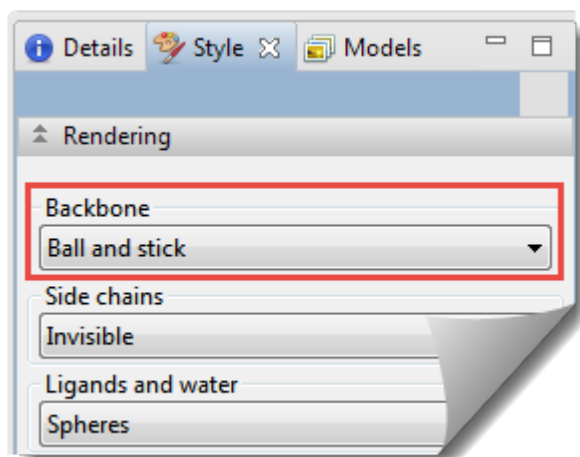 Details Style Models
Rendering
Backbone
Ball and stick
Side chains
Invisible
Ligands and water
Spheres